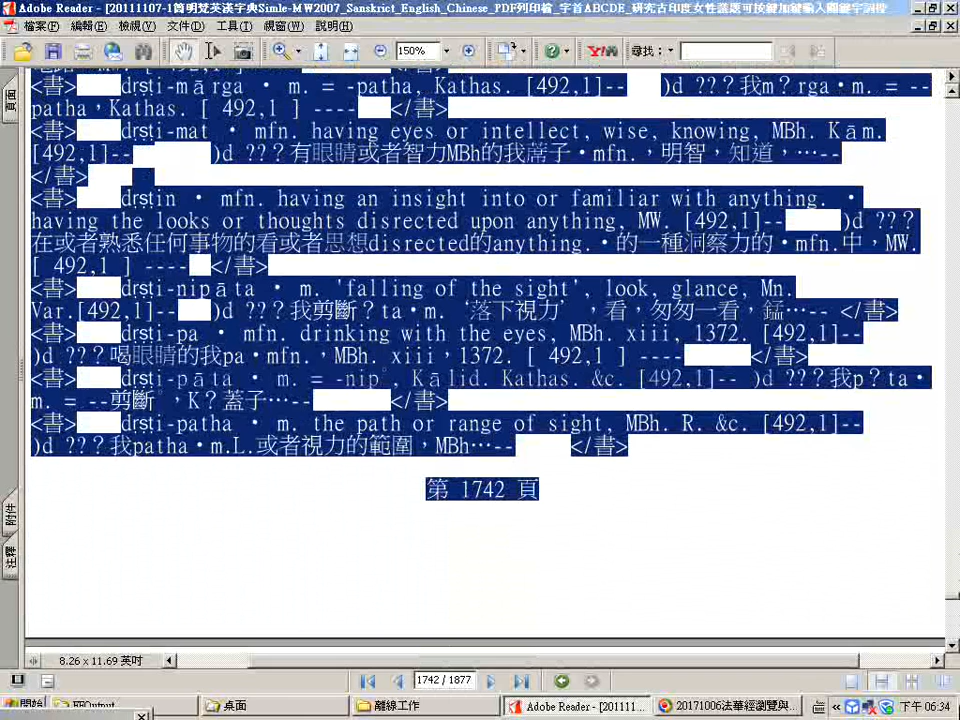 Adobe Reader - [20111107-1簡明梵英漢字典Simle-MW2007_Sanskrict_English_Chinese_PDF列印檔_字首ABCDE_研究古印度女性議題可按鍵加鍵輸入關鍵字詞搜
檔案(F) 編輯(E) 檢視(V) 文件(D) 工具(T) 視窗(W) 說明(H)
150% Y! 尋找：
頁面
<書> dṛṣṭi-mārga • m. = -patha, Kathas. [492,1]-- )d ???我m?rga•m. = --
patha，Kathas. [ 492,1 ] ---- </書>
<書> dṛṣṭi-mat • mfn. having eyes or intellect, wise, knowing, MBh. Kām.
[492,1]-- )d ???有眼睛或者智力MBh的我蓆子•mfn.，明智，知道，…--
</書>
<書> dṛṣṭin • mfn. having an insight into or familiar with anything. •
having the looks or thoughts disrected upon anything, MW. [492,1]-- )d ???
在或者熟悉任何事物的看或者思想disrected的anything.•的一種洞察力的•mfn.中，MW.
[ 492,1 ] ---- </書>
<書> dṛṣṭi-nipāta • m. 'falling of the sight', look, glance, Mn.
Var.[492,1]-- )d ???我剪斷?ta•m.‘落下視力’，看，匆匆一看，錳…-- </書>
<書> dṛṣṭi-pa • mfn. drinking with the eyes, MBh. xiii, 1372. [492,1]--
)d ???喝眼睛的我pa•mfn.，MBh. xiii，1372. [ 492,1 ] ---- </書>
<書> dṛṣṭi-pāta • m. = -nip°, Kālid. Kathas. &c. [492,1]-- )d ???我p?ta•
m. = --剪斷°，K?蓋子…-- </書>
<書> dṛṣṭi-patha • m. the path or range of sight, MBh. R. &c. [492,1]--
)d ???我patha•m.L.或者視力的範圍，MBh…-- </書>
第 1742 頁
附件
注釋
8.26 x 11.69 英吋
1742 / 1877
開始 FFOutput 桌面 離線工作 Adobe Reader - [201111... 20171006法華經瀏覽與... 下午 06:34